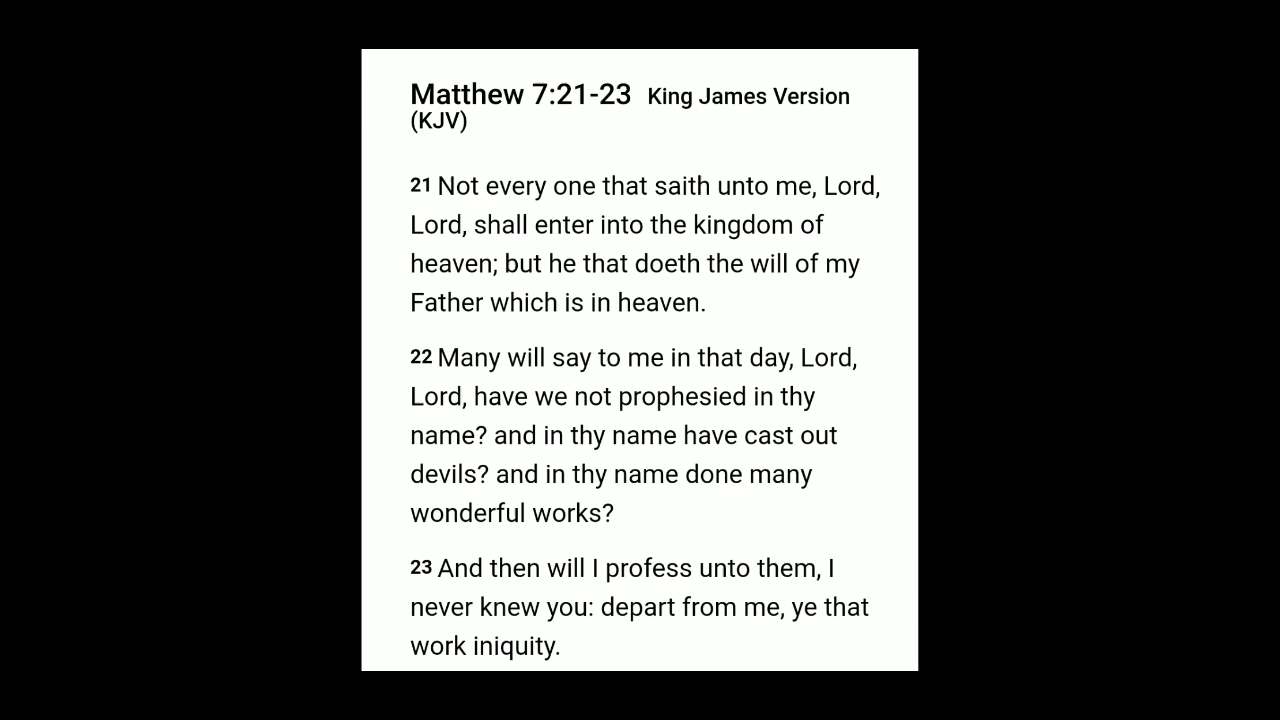 Matthew 7:21-23 King James Version
(KJV)
21 Not every one that saith unto me, Lord,
Lord, shall enter into the kingdom of
heaven; but he that doeth the will of my
Father which is in heaven.
22 Many will say to me in that day, Lord,
Lord, have we not prophesied in thy
name? and in thy name have cast out
devils? and in thy name done many
wonderful works?
23 And then will I profess unto them, I
never knew you: depart from me, ye that
work iniquity.